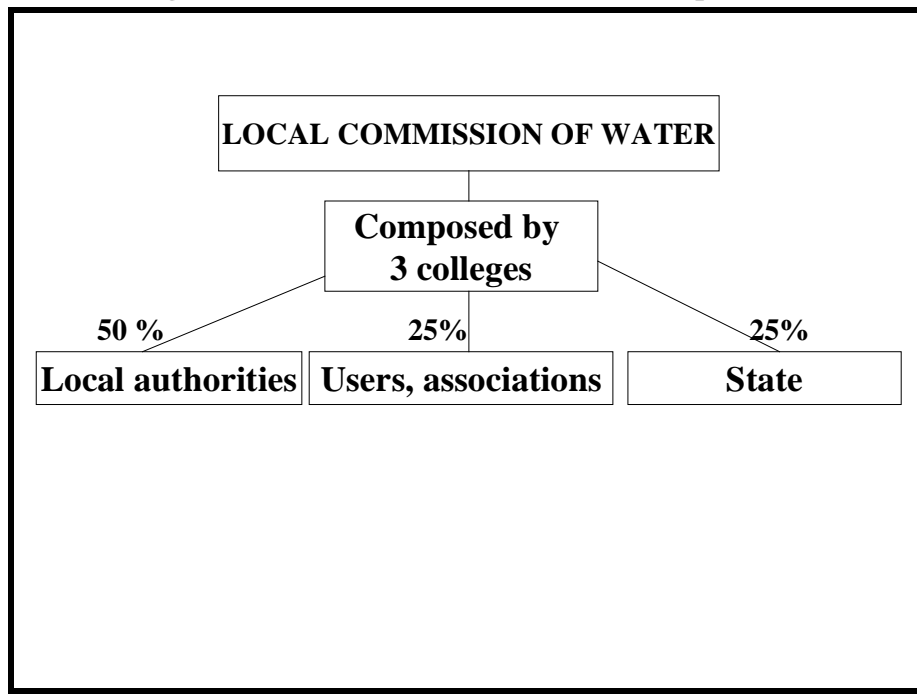 LOCAL COMMISSION OF WATER
Composed by
3 colleges
50 % 25% 25%
Local authorities Users, associations State